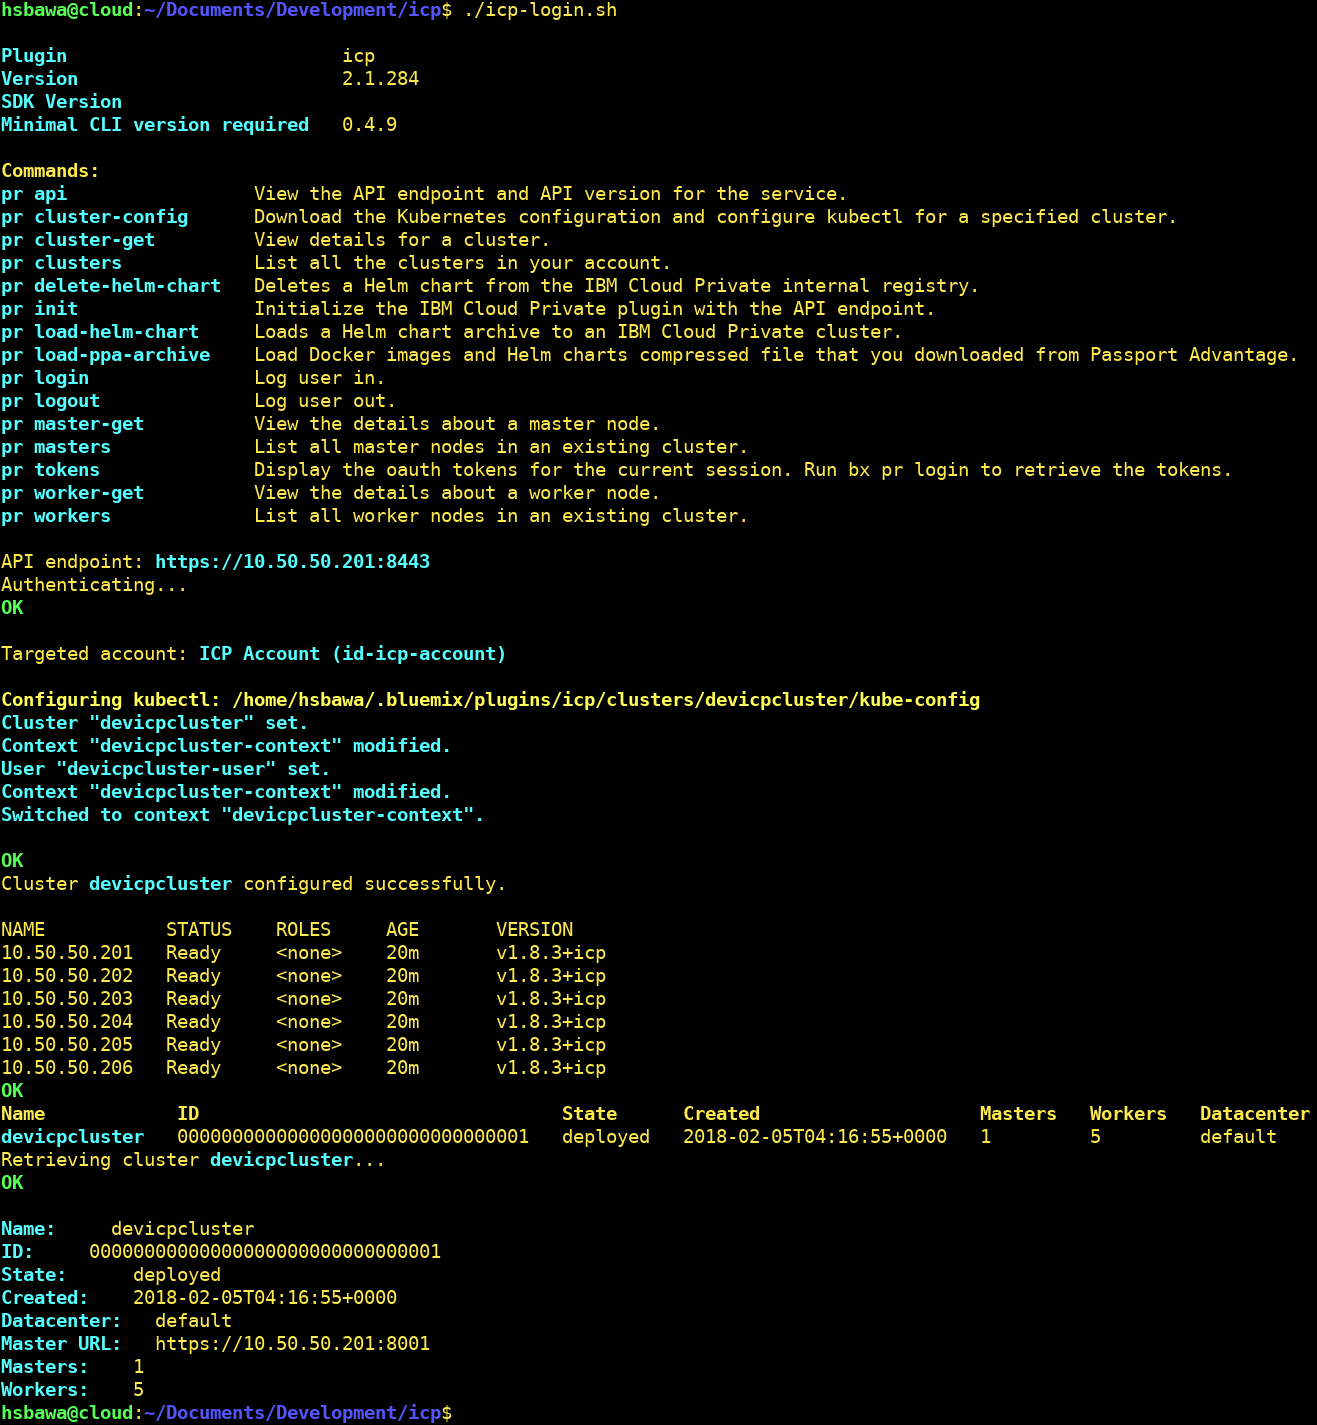 hsbawa@cloud:~/Documents/Development/icp$ ./icp-login.sh
Plugin                         icp
Version                        2.1.284
SDK Version
Minimal CLI version required   0.4.9
Commands:
pr api                 View the API endpoint and API version for the service.
pr cluster-config      Download the Kubernetes configuration and configure kubectl for a specified cluster.
pr cluster-get         View details for a cluster.
pr clusters            List all the clusters in your account.
pr delete-helm-chart   Deletes a Helm chart from the IBM Cloud Private internal registry.
pr init                Initialize the IBM Cloud Private plugin with the API endpoint.
pr load-helm-chart     Loads a Helm chart archive to an IBM Cloud Private cluster.
pr load-ppa-archive    Load Docker images and Helm charts compressed file that you downloaded from Passport Advantage.
pr login               Log user in.
pr logout              Log user out.
pr master-get          View the details about a master node.
pr masters             List all master nodes in an existing cluster.
pr tokens              Display the oauth tokens for the current session. Run bx pr login to retrieve the tokens.
pr worker-get          View the details about a worker node.
pr workers             List all worker nodes in an existing cluster.
API endpoint: https://10.50.50.201:8443
Authenticating...
OK
Targeted account: ICP Account (id-icp-account)
Configuring kubectl: /home/hsbawa/.bluemix/plugins/icp/clusters/devicpcluster/kube-config
Cluster "devicpcluster" set.
Context "devicpcluster-context" modified.
User "devicpcluster-user" set.
Context "devicpcluster-context" modified.
Switched to context "devicpcluster-context".
OK
Cluster devicpcluster configured successfully.
NAME           STATUS    ROLES     AGE       VERSION
10.50.50.201   Ready     <none>    20m       v1.8.3+icp
10.50.50.202   Ready     <none>    20m       v1.8.3+icp
10.50.50.203   Ready     <none>    20m       v1.8.3+icp
10.50.50.204   Ready     <none>    20m       v1.8.3+icp
10.50.50.205   Ready     <none>    20m       v1.8.3+icp
10.50.50.206   Ready     <none>    20m       v1.8.3+icp
OK
Name            ID                                 State      Created                    Masters   Workers   Datacenter
devicpcluster   00000000000000000000000000000001   deployed   2018-02-05T04:16:55+0000   1         5         default
Retrieving cluster devicpcluster...
OK
Name:     devicpcluster
ID:     00000000000000000000000000000001
State:      deployed
Created:    2018-02-05T04:16:55+0000
Datacenter:   default
Master URL:   https://10.50.50.201:8001
Masters:    1
Workers:    5
hsbawa@cloud:~/Documents/Development/icp$